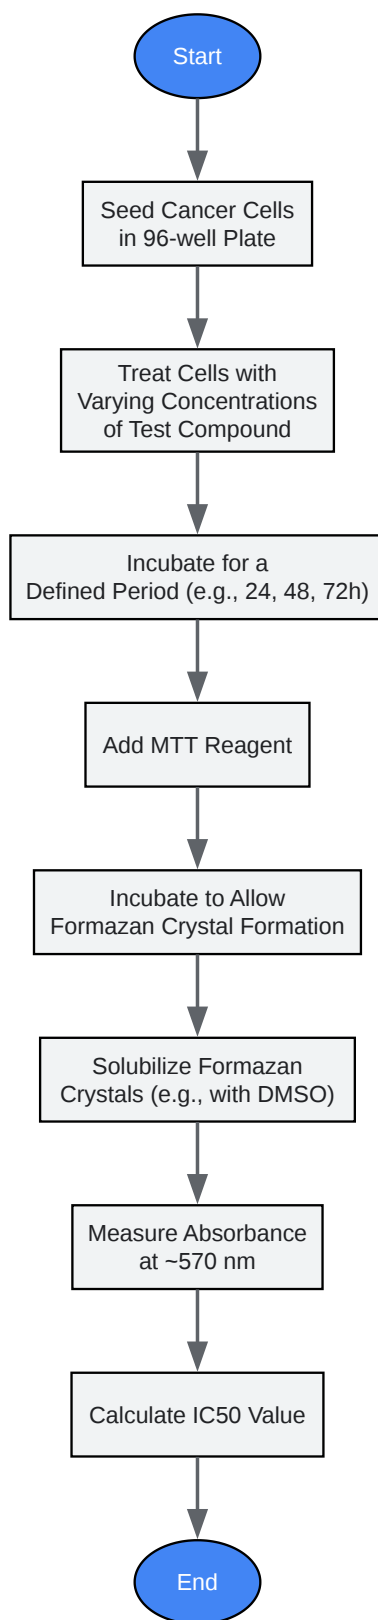 Start
Seed Cancer Cells
in 96-well Plate
Treat Cells with
Varying Concentrations
of Test Compound
Incubate for a
Defined Period (e.g., 24, 48, 72h)
Add MTT Reagent
Incubate to Allow
Formazan Crystal Formation
Solubilize Formazan
Crystals (e.g., with DMSO)
Measure Absorbance
at ~570 nm
Calculate IC50 Value
End